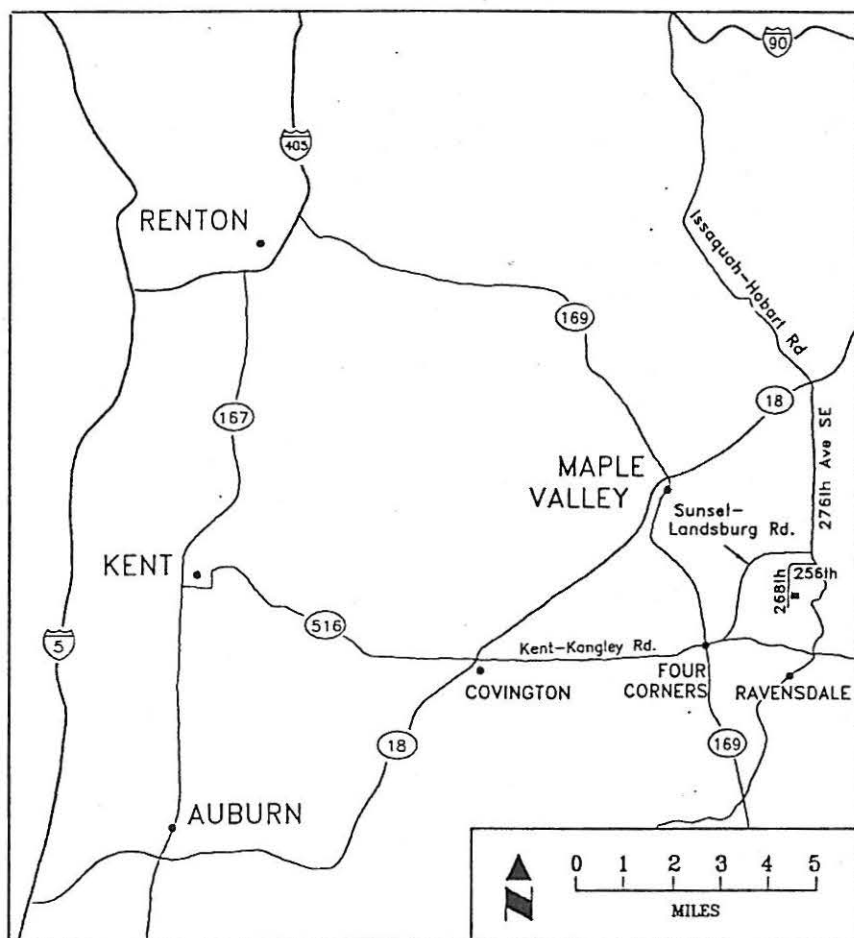 90
405
RENTON
Issaquah-Hobart Rd
169
18
167
276th Ave SE
MAPLE
VALLEY
Sunset-
Landsburg Rd.
KENT
268th
256th
516
5
Kent-Kangley Rd.
COVINGTON
FOUR
CORNERS
RAVENSDALE
18
169
AUBURN
N
0 1 2 3 4 5
MILES